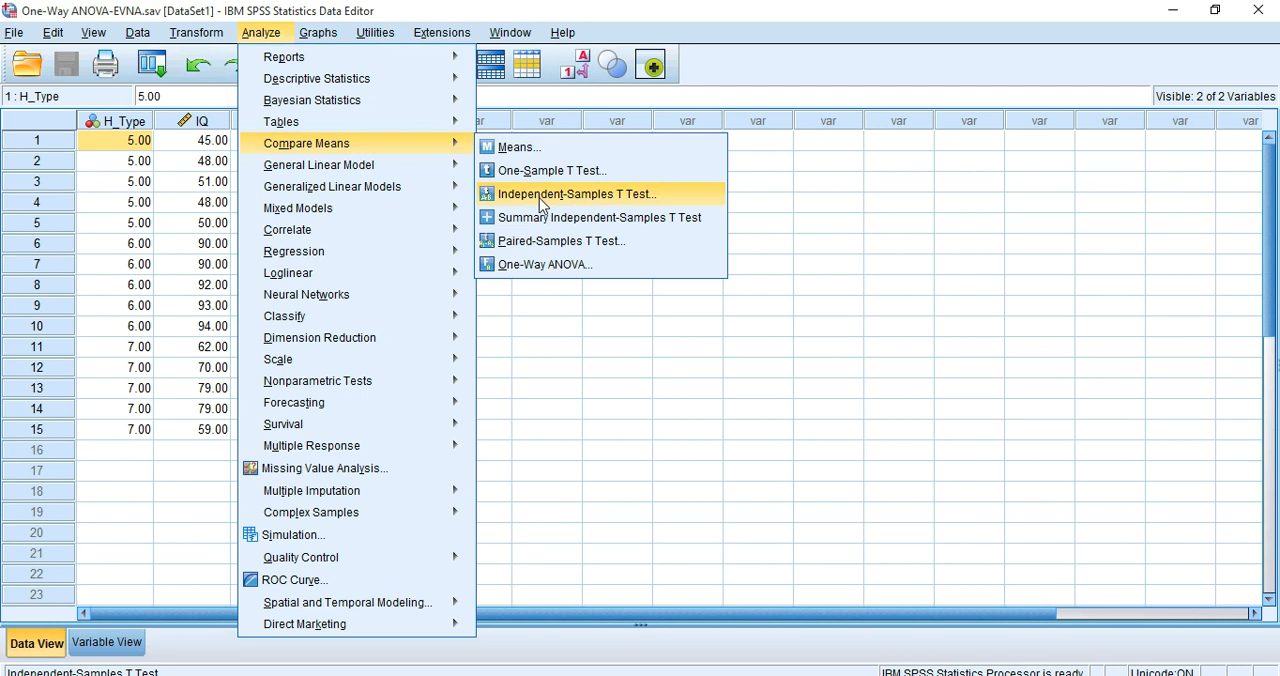 One-Way ANOVA-EVNA.sav [DataSet1] - IBM SPSS Statistics Data Editor
File Edit View Data Transform Analyze Graphs Utilities Extensions Window Help
1 A
1 : H_Type 5.00 Visible: 2 of 2 Variables
H_Type IQ var var var var var var var var var var
1 5.00 45.00
2 5.00 48.00
3 5.00 51.00
4 5.00 48.00
5 5.00 50.00
6 6.00 90.00
7 6.00 90.00
8 6.00 92.00
9 6.00 93.00
10 6.00 94.00
11 7.00 62.00
12 7.00 70.00
13 7.00 79.00
14 7.00 79.00
15 7.00 59.00
16
17
18
19
20
21
22
23
Reports
Descriptive Statistics
Bayesian Statistics
Tables
Compare Means
General Linear Model
Generalized Linear Models
Mixed Models
Correlate
Regression
Loglinear
Neural Networks
Classify
Dimension Reduction
Scale
Nonparametric Tests
Forecasting
Survival
Multiple Response
Missing Value Analysis...
Multiple Imputation
Complex Samples
Simulation...
Quality Control
ROC Curve...
Spatial and Temporal Modeling...
Direct Marketing
Means...
One-Sample T Test...
Independent-Samples T Test...
Summary Independent-Samples T Test
Paired-Samples T Test...
One-Way ANOVA...
Data View Variable View
Independent-Samples T Test IBM SPSS Statistics Processor is ready Unicode:ON